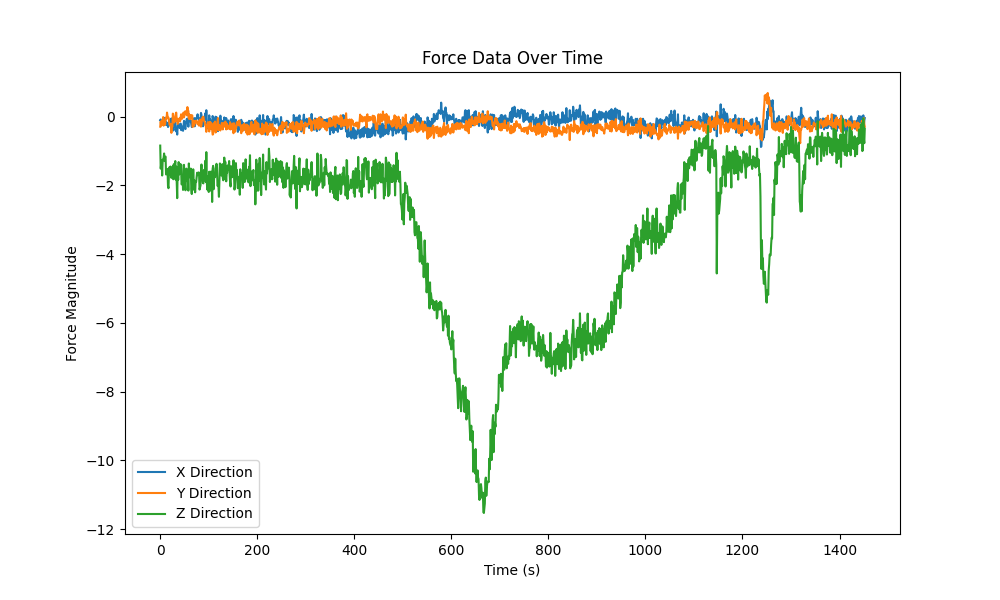 Force Data Over Time
Force Magnitude
0
−2
−4
−6
−8
−10
−12
X Direction
Y Direction
Z Direction
0 200 400 600 800 1000 1200 1400
Time (s)